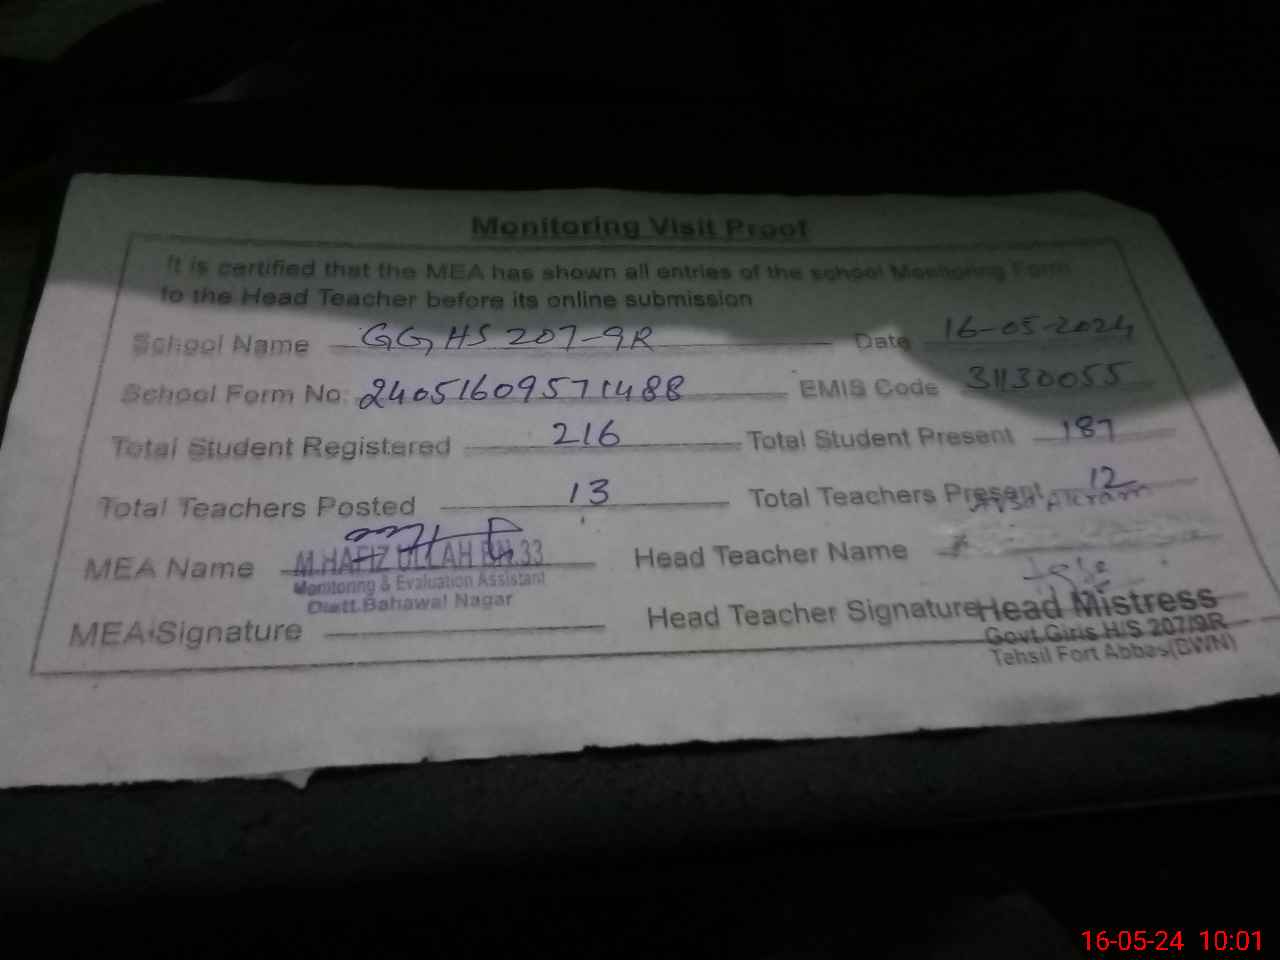 Monitoring Visit Proof
It is certified that the MEA has shown all entries of the school Monitoring Form
to the Head Teacher before its online submission
School Name GGHS 207-9R Date 16-05-2024
School Form No. 24051609571488 EMIS Code 31130055
Total Student Registered 216 Total Student Present 187
Total Teachers Posted 13 Total Teachers Present 12
Akram
MEA Name M.HAFIZ ULLAH BN.33 Head Teacher Name
Monitoring & Evaluation Assistant
Distt.Bahawal Nagar
MEA Signature Head Teacher Signature Head Mistress
Govt.Girls H/S 207/9R
Tehsil Fort Abbas(BWN)
16-05-24 10:01